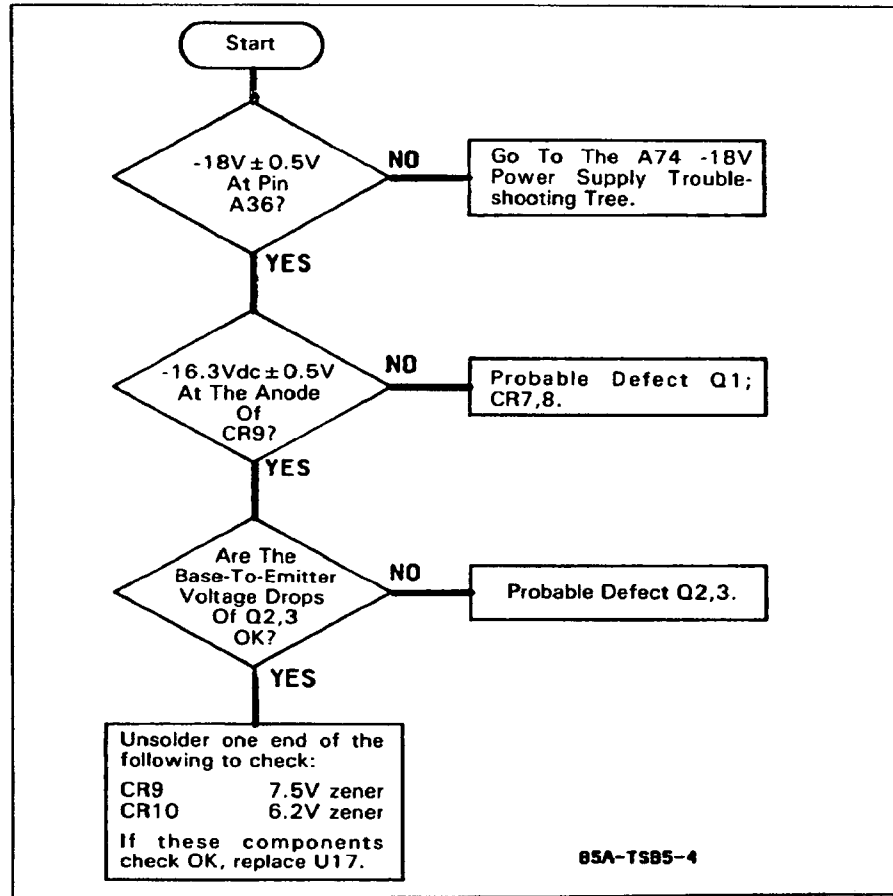 Start
-18V ± 0.5V
At Pin
A36?
NO
Go To The A74 -18V
Power Supply Trouble-
shooting Tree.
YES
-16.3Vdc ± 0.5V
At The Anode
Of
CR9?
NO
Probable Defect Q1;
CR7,8.
YES
Are The
Base-To-Emitter
Voltage Drops
Of Q2,3
OK?
NO
Probable Defect Q2,3.
YES
Unsolder one end of the
following to check:
CR9 7.5V zener
CR10 6.2V zener
If these components
check OK, replace U17.
85A-TSB5-4